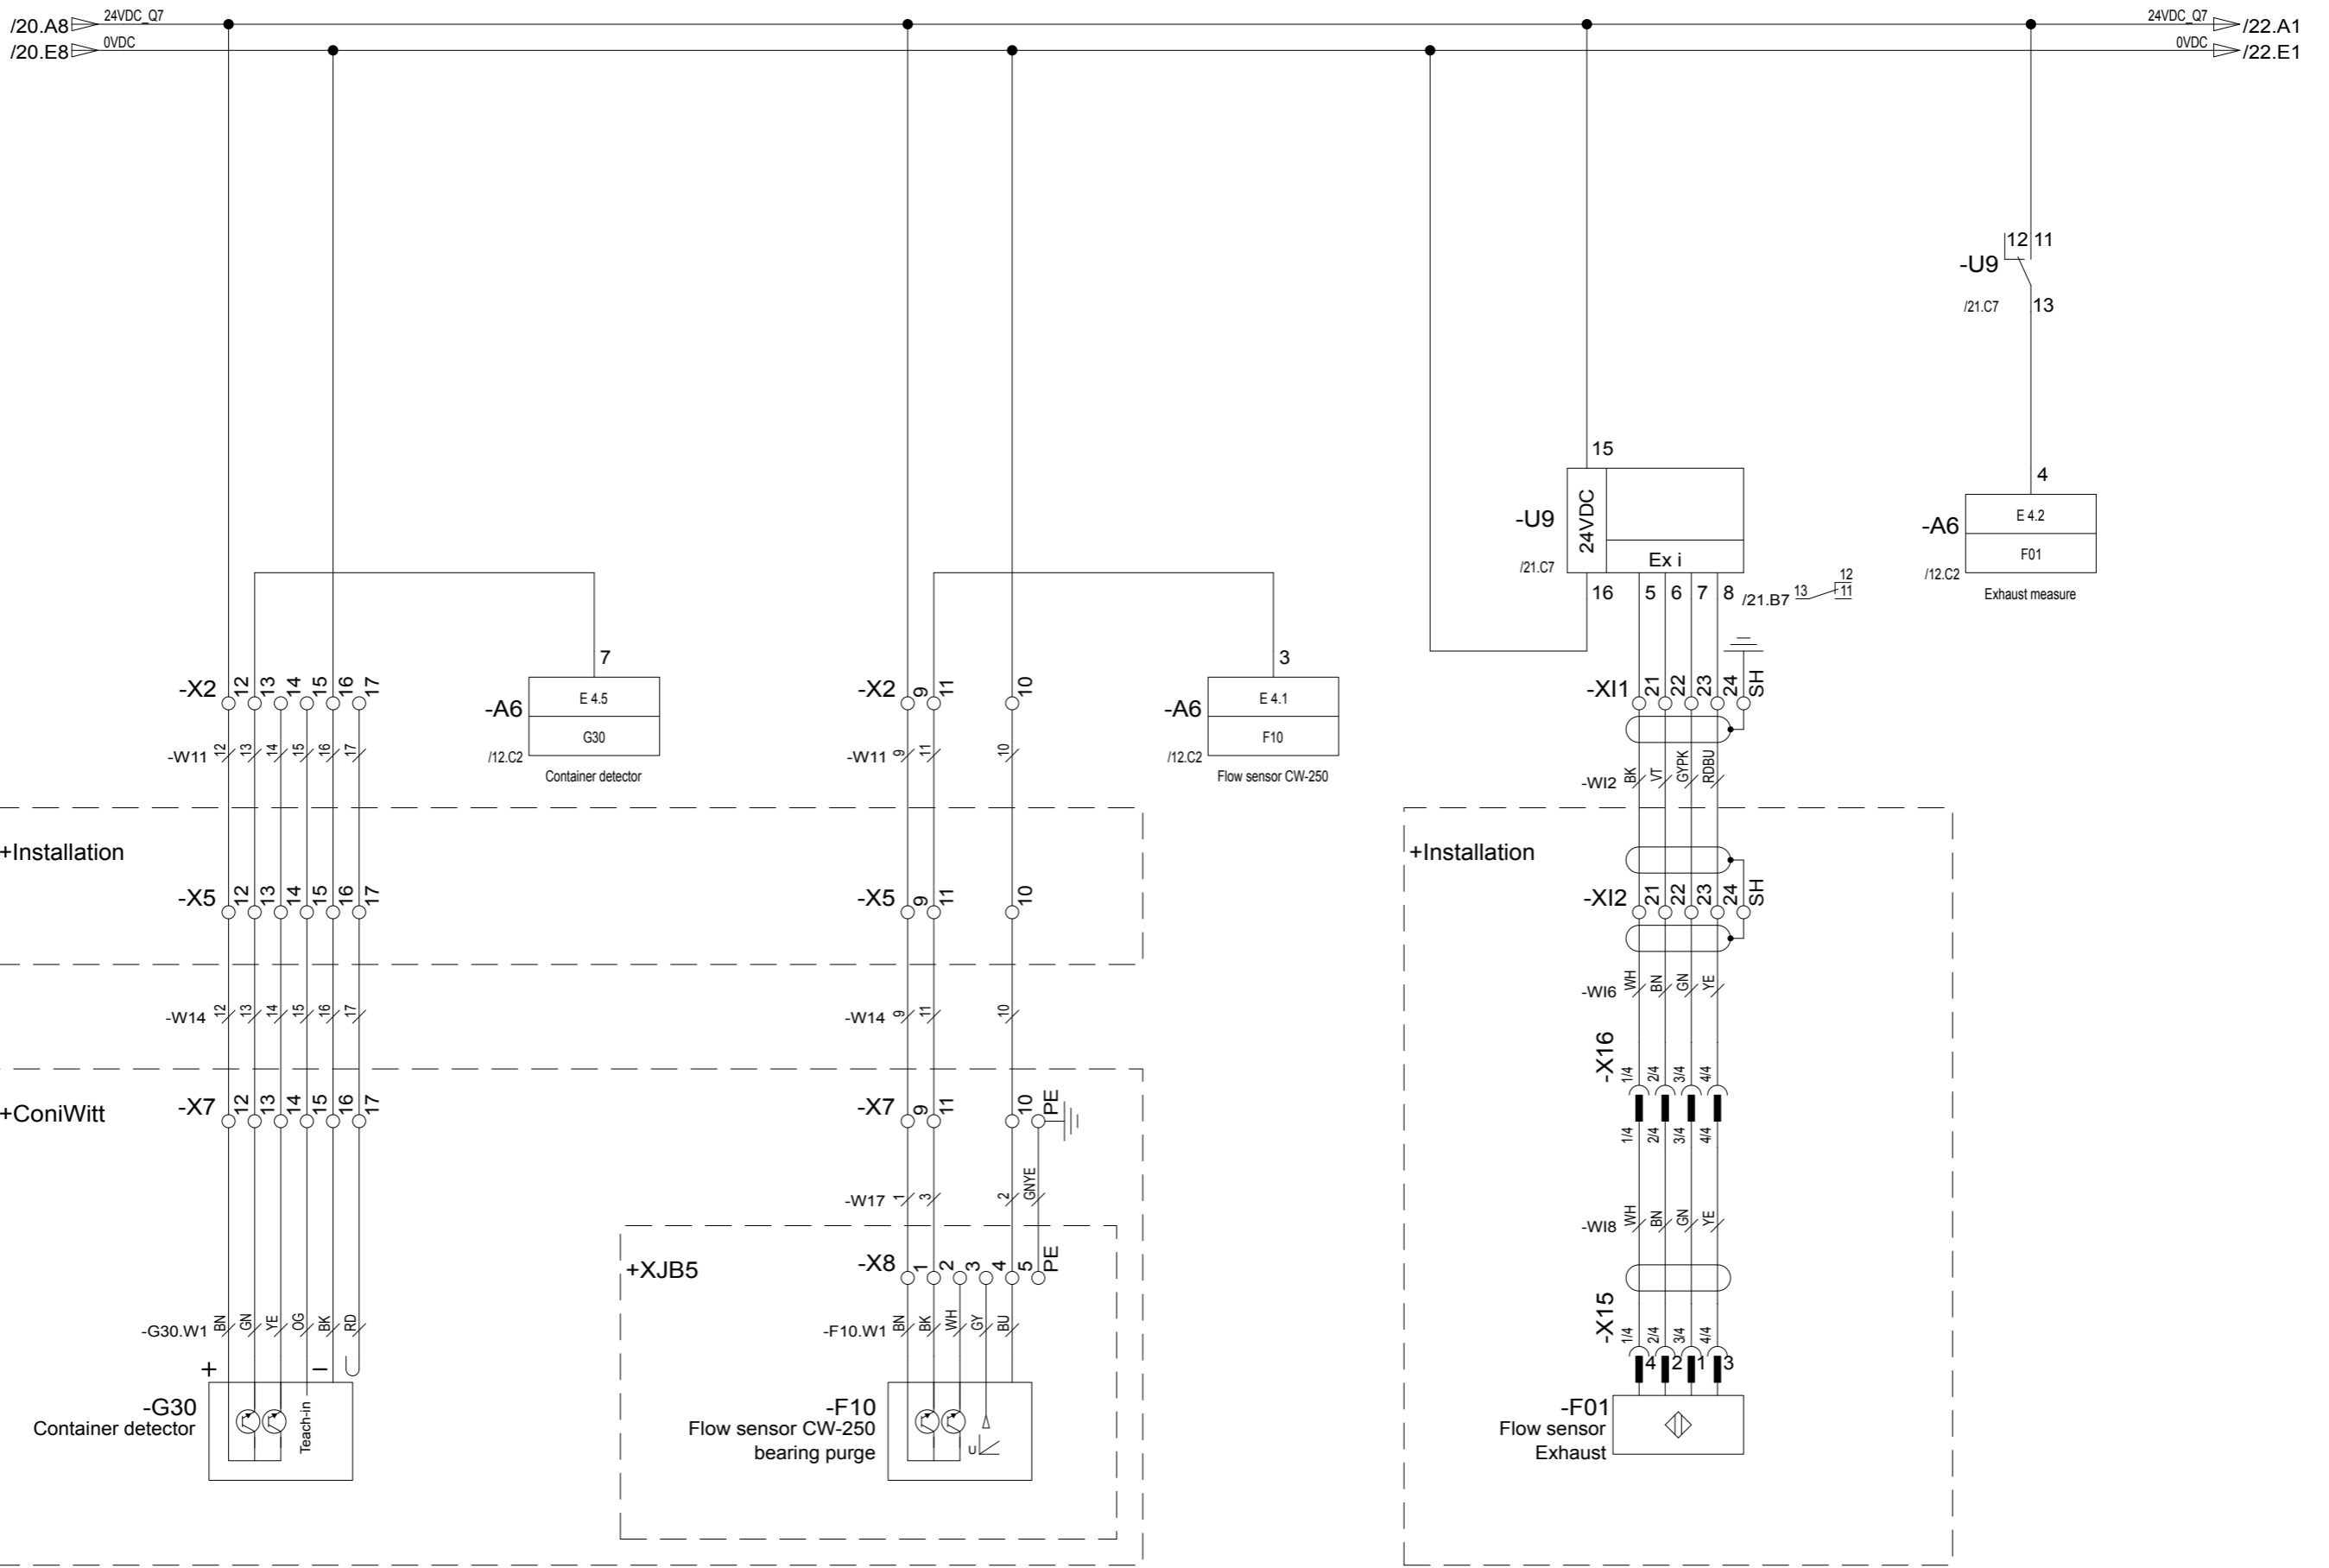 /20.A8 24VDC_Q7 24VDC_Q7 /22.A1
/20.E8 0VDC 0VDC /22.E1
12 11
-U9
/21.C7 13
15
-U9 24VDC
Ex i
/21.C7
16 5 6 7 8 /21.B7 13 12 11
4
-A6 E 4.2
F01
/12.C2
Exhaust measure
7
-A6 E 4.5
G30
/12.C2
Container detector
3
-A6 E 4.1
F10
/12.C2
Flow sensor CW-250
-X2 12 13 14 15 16 17
-X2 9 11 10
-XI1 21 22 23 24 SH
-W11 12 13 14 15 16 17
-W11 9 11 10
-WI2 BK VT GYPK RDBU
+Installation
+Installation
-X5 12 13 14 15 16 17
-X5 9 11 10
-XI2 21 22 23 24 SH
-W14 12 13 14 15 16 17
-W14 9 11 10
-WI6 WH BN GN YE
-X16 1/4 2/4 3/4 4/4
1/4 2/4 3/4 4/4
+ConiWitt
-X7 12 13 14 15 16 17
-X7 9 11 10 PE
-W17 1 3 2 GNYE
-WI8 WH BN GN YE
+XJB5
-X8 1 2 3 4 5 PE
-G30.W1 BN GN YE OG BK RD
-F10.W1 BN BK WH GY BU
-X15 1/4 2/4 3/4 4/4
4 2 1 3
+ –
-G30
Container detector
Teach-in
-F10
Flow sensor CW-250
bearing purge
U
-F01
Flow sensor
Exhaust